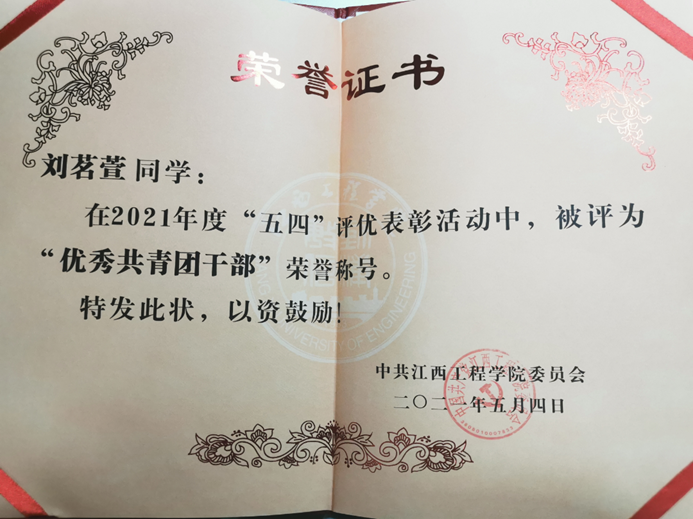 荣誉证书
刘茗萱 同学：
在2021年度“五四”评优表彰活动中，被评为
“优秀共青团干部”荣誉称号。
特发此状，以资鼓励！
中共江西工程学院委员会
二〇二一年五月四日